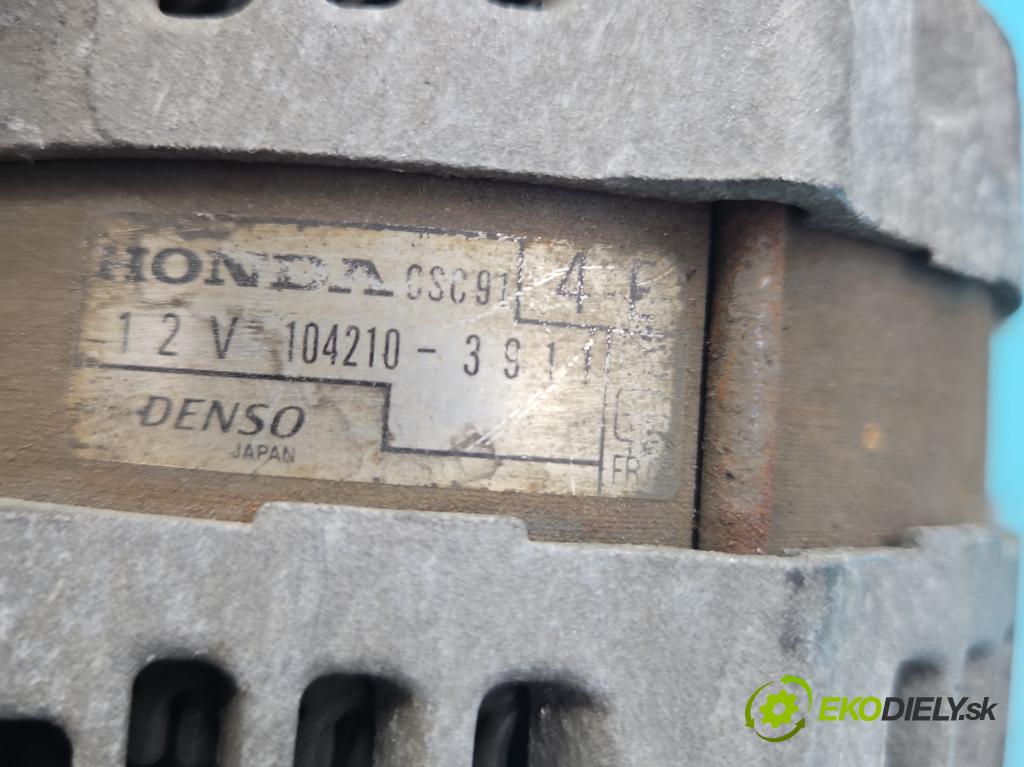 HONDA CSC91 4
12V 104210-3911
DENSO
JAPAN
FR
EKODIELY.sk